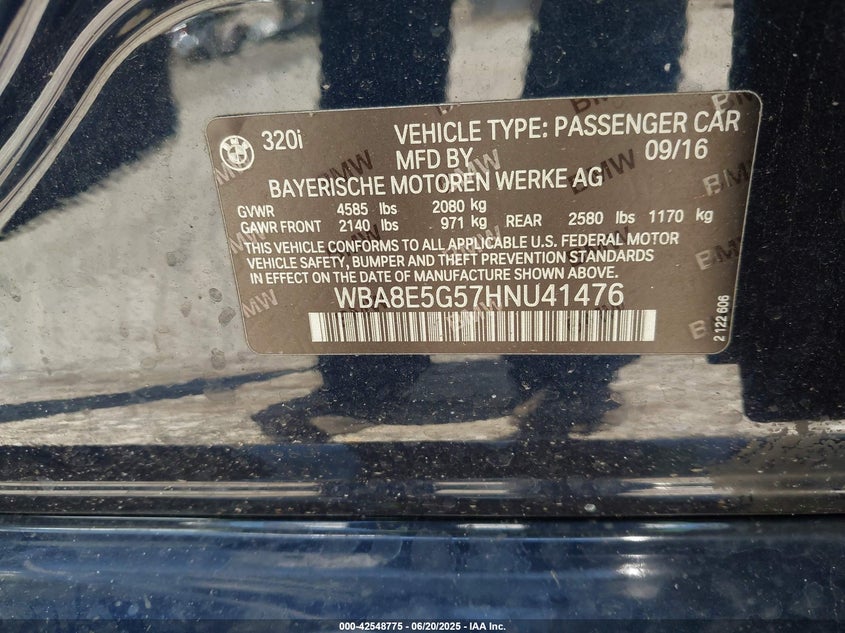 320i VEHICLE TYPE: PASSENGER CAR
MFD BY 09/16
BAYERISCHE MOTOREN WERKE AG
GVWR 4585 lbs 2080 kg
GAWR FRONT 2140 lbs 971 kg REAR 2580 lbs 1170 kg
THIS VEHICLE CONFORMS TO ALL APPLICABLE U.S. FEDERAL MOTOR
VEHICLE SAFETY, BUMPER AND THEFT PREVENTION STANDARDS
IN EFFECT ON THE DATE OF MANUFACTURE SHOWN ABOVE.
WBA8E5G57HNU41476
2 122 606
000-42548775 | 06/20/2025 - IAA Inc.